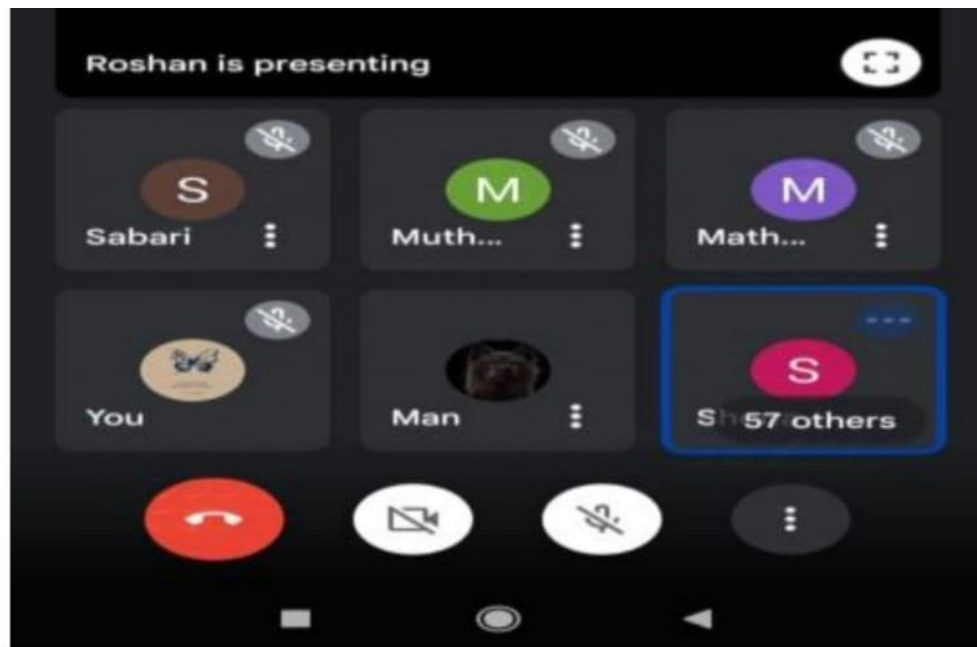 Roshan is presenting
S M M
Sabari Muth... Math...
S
You Man 57 others